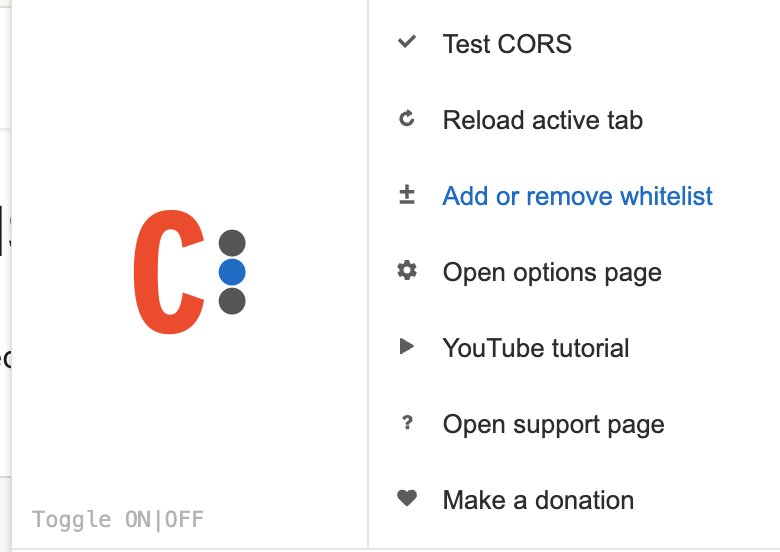 Test CORS
Reload active tab
Add or remove whitelist
Open options page
YouTube tutorial
Open support page
Make a donation
C
Toggle ON|OFF